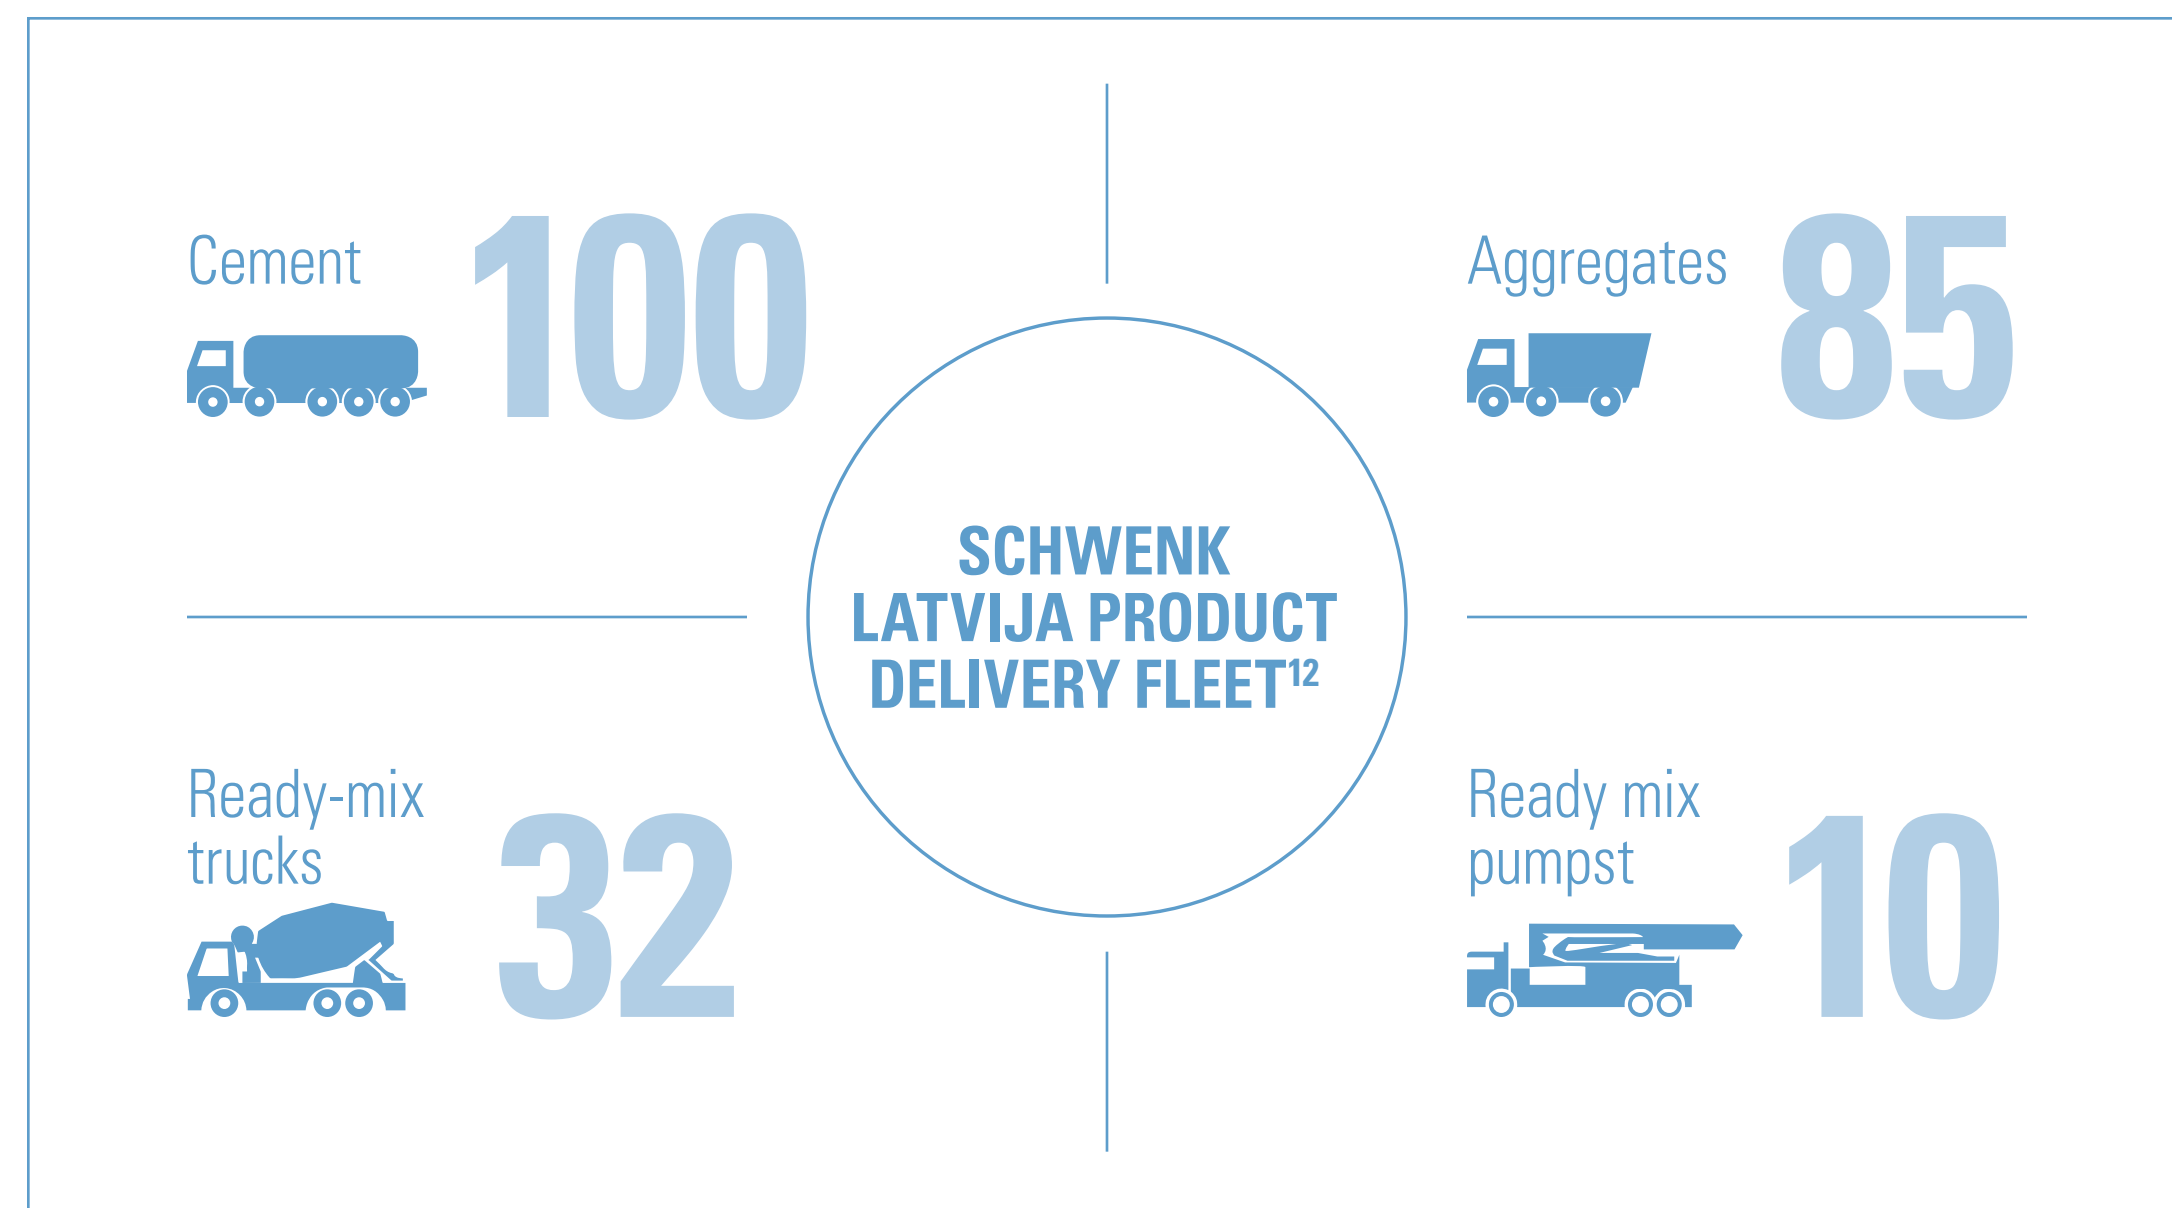 Cement
100
Aggregates
85
SCHWENK
LATVIJA PRODUCT
DELIVERY FLEET¹²
Ready-mix
trucks
32
Ready mix
pumpst
10